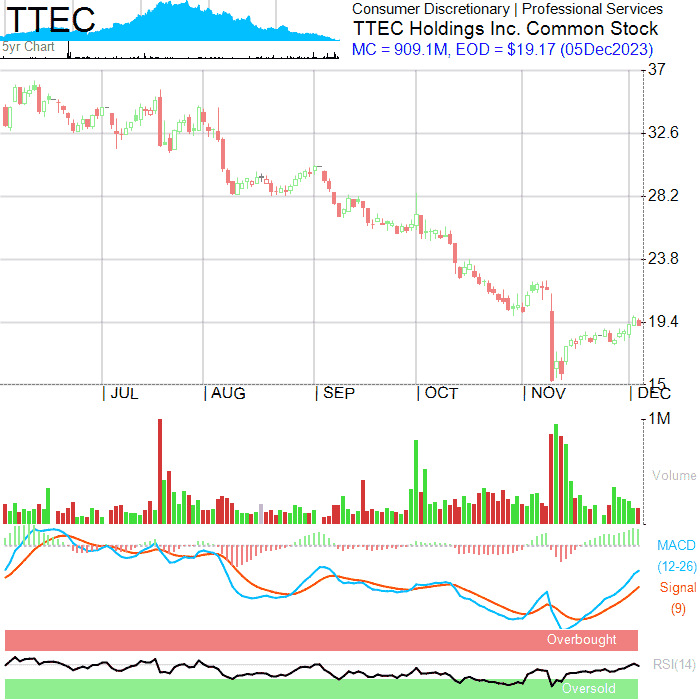 TTEC
5yr Chart
Consumer Discretionary | Professional Services
TTEC Holdings Inc. Common Stock
MC = 909.1M, EOD = $19.17 (05Dec2023)
37
32.6
28.2
23.8
19.4
15
| JUL | AUG | SEP | OCT | NOV | DEC
1M
Volume
MACD
(12-26)
Signal
(9)
Overbought
RSI(14)
Oversold